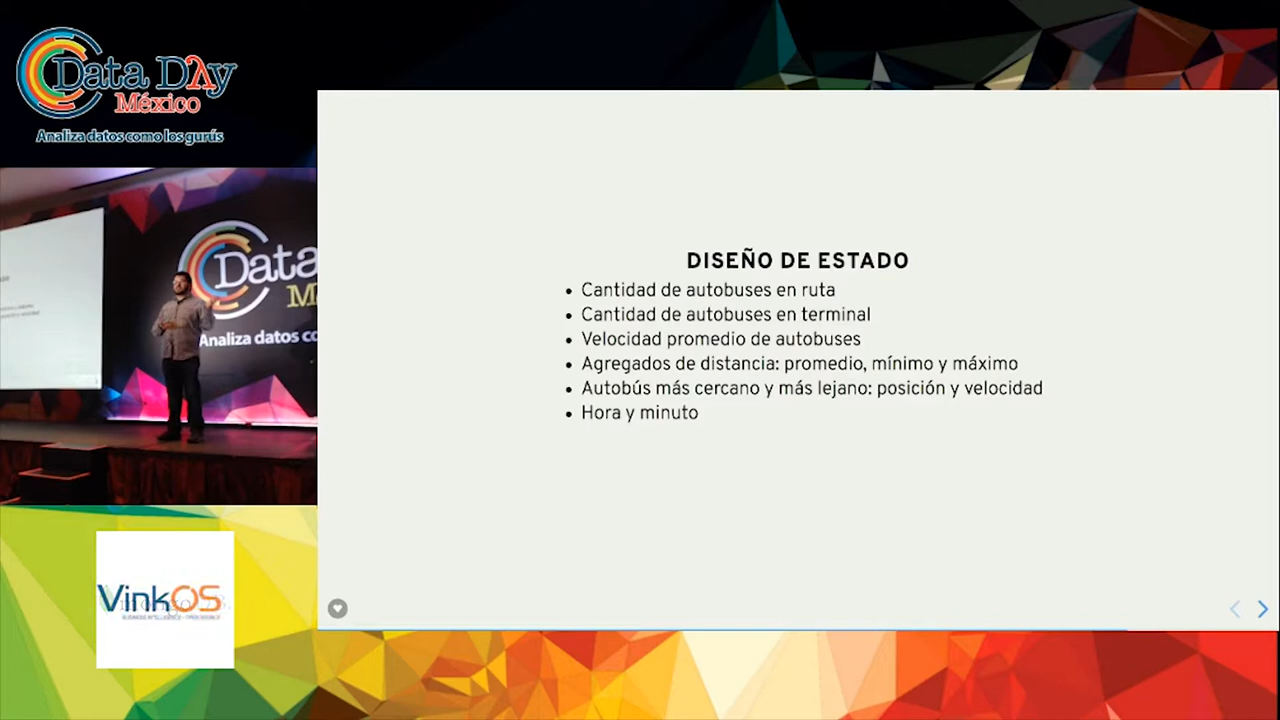 Data Day
México
Analiza datos como los gurús
Data
M
Analiza datos co
DISEÑO DE ESTADO
• Cantidad de autobuses en ruta
• Cantidad de autobuses en terminal
• Velocidad promedio de autobuses
• Agregados de distancia: promedio, mínimo y máximo
• Autobús más cercano y más lejano: posición y velocidad
• Hora y minuto
VinkOS